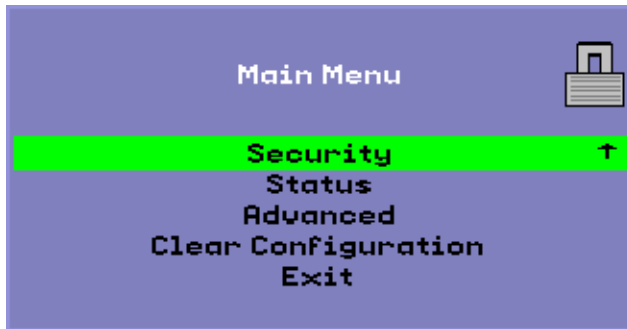 Main Menu
Security ↑
Status
Advanced
Clear Configuration
Exit